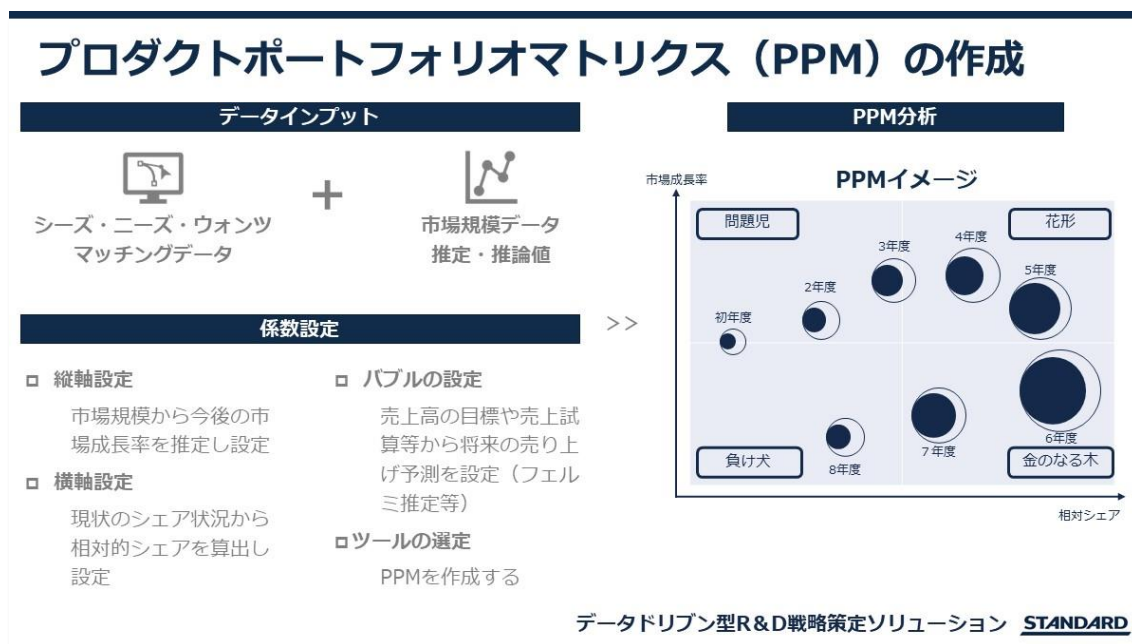 プロダクトポートフォリオマトリクス（PPM）の作成
データインプット
シーズ・ニーズ・ウォンツ
マッチングデータ
+
市場規模データ
推定・推論値
係数設定
縦軸設定
市場規模から今後の市
場成長率を推定し設定
横軸設定
現状のシェア状況から
相対的シェアを算出し
設定
バブルの設定
売上高の目標や売上試
算等から将来の売り上
げ予測を設定（フェル
ミ推定等）
ツールの選定
PPMを作成する
>>
PPM分析
PPMイメージ
市場成長率
問題児
花形
初年度
2年度
3年度
4年度
5年度
6年度
7年度
8年度
負け犬
金のなる木
相対シェア
データドリブン型R&D戦略策定ソリューション STANDARD